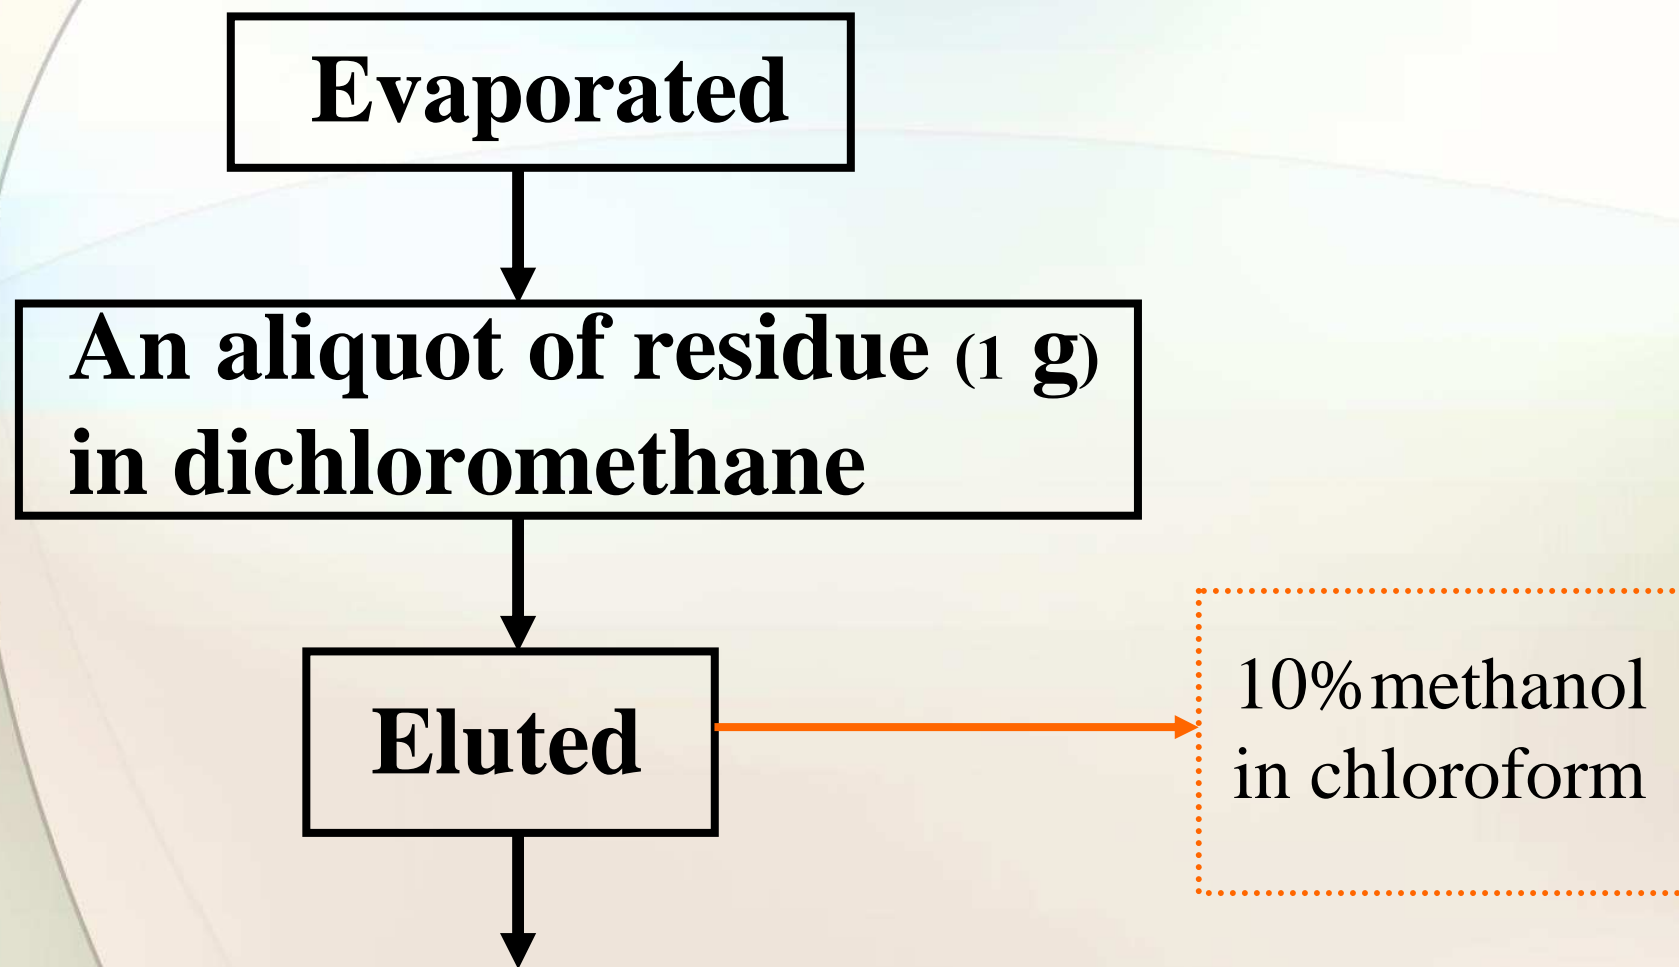 Evaporated
An aliquot of residue (1 g)
in dichloromethane
Eluted
10% methanol
in chloroform